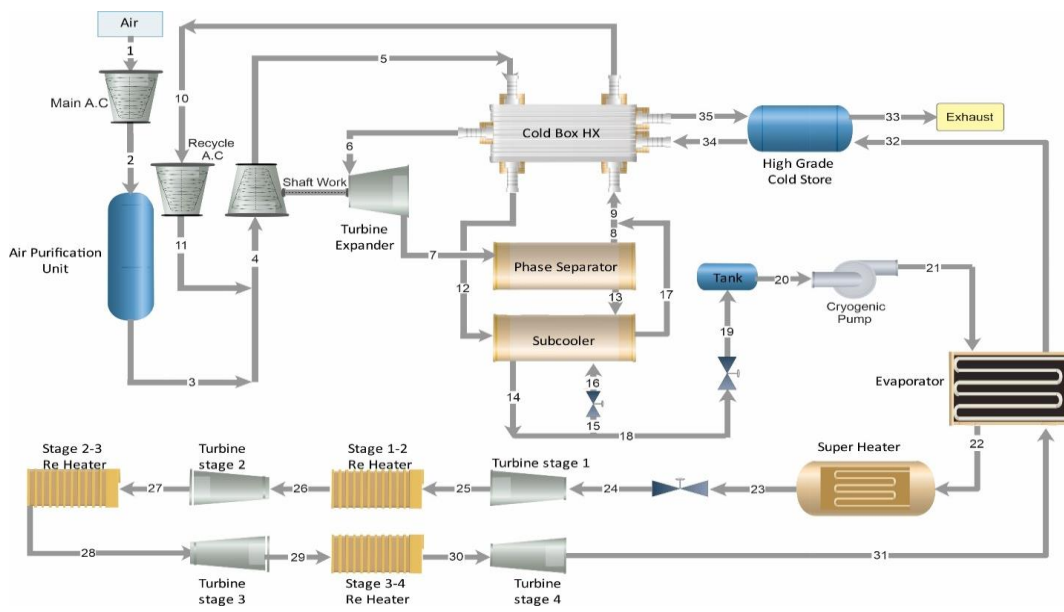 Air
1
Main A.C
2
Air Purification
Unit
3
10
Recycle
A.C
11
4
5
Shaft Work
6
Turbine
Expander
7
Cold Box HX
35
34
High Grade
Cold Store
33
Exhaust
32
9
8
Phase Separator
12
13
17
Subcooler
14
16
15
18
19
Tank
20
Cryogenic
Pump
21
Evaporator
22
Super Heater
23
24
Turbine stage 1
25
Stage 1-2
Re Heater
26
Turbine
stage 2
27
Stage 2-3
Re Heater
28
Turbine
stage 3
29
Stage 3-4
Re Heater
30
Turbine
stage 4
31